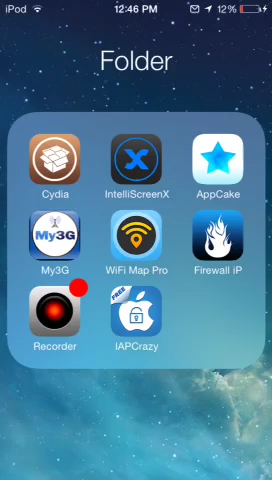 iPod 12:46 PM 12%
Folder
Cydia IntelliScreenX AppCake
My3G
My3G WiFi Map Pro Firewall iP
FREE
Recorder IAPCrazy